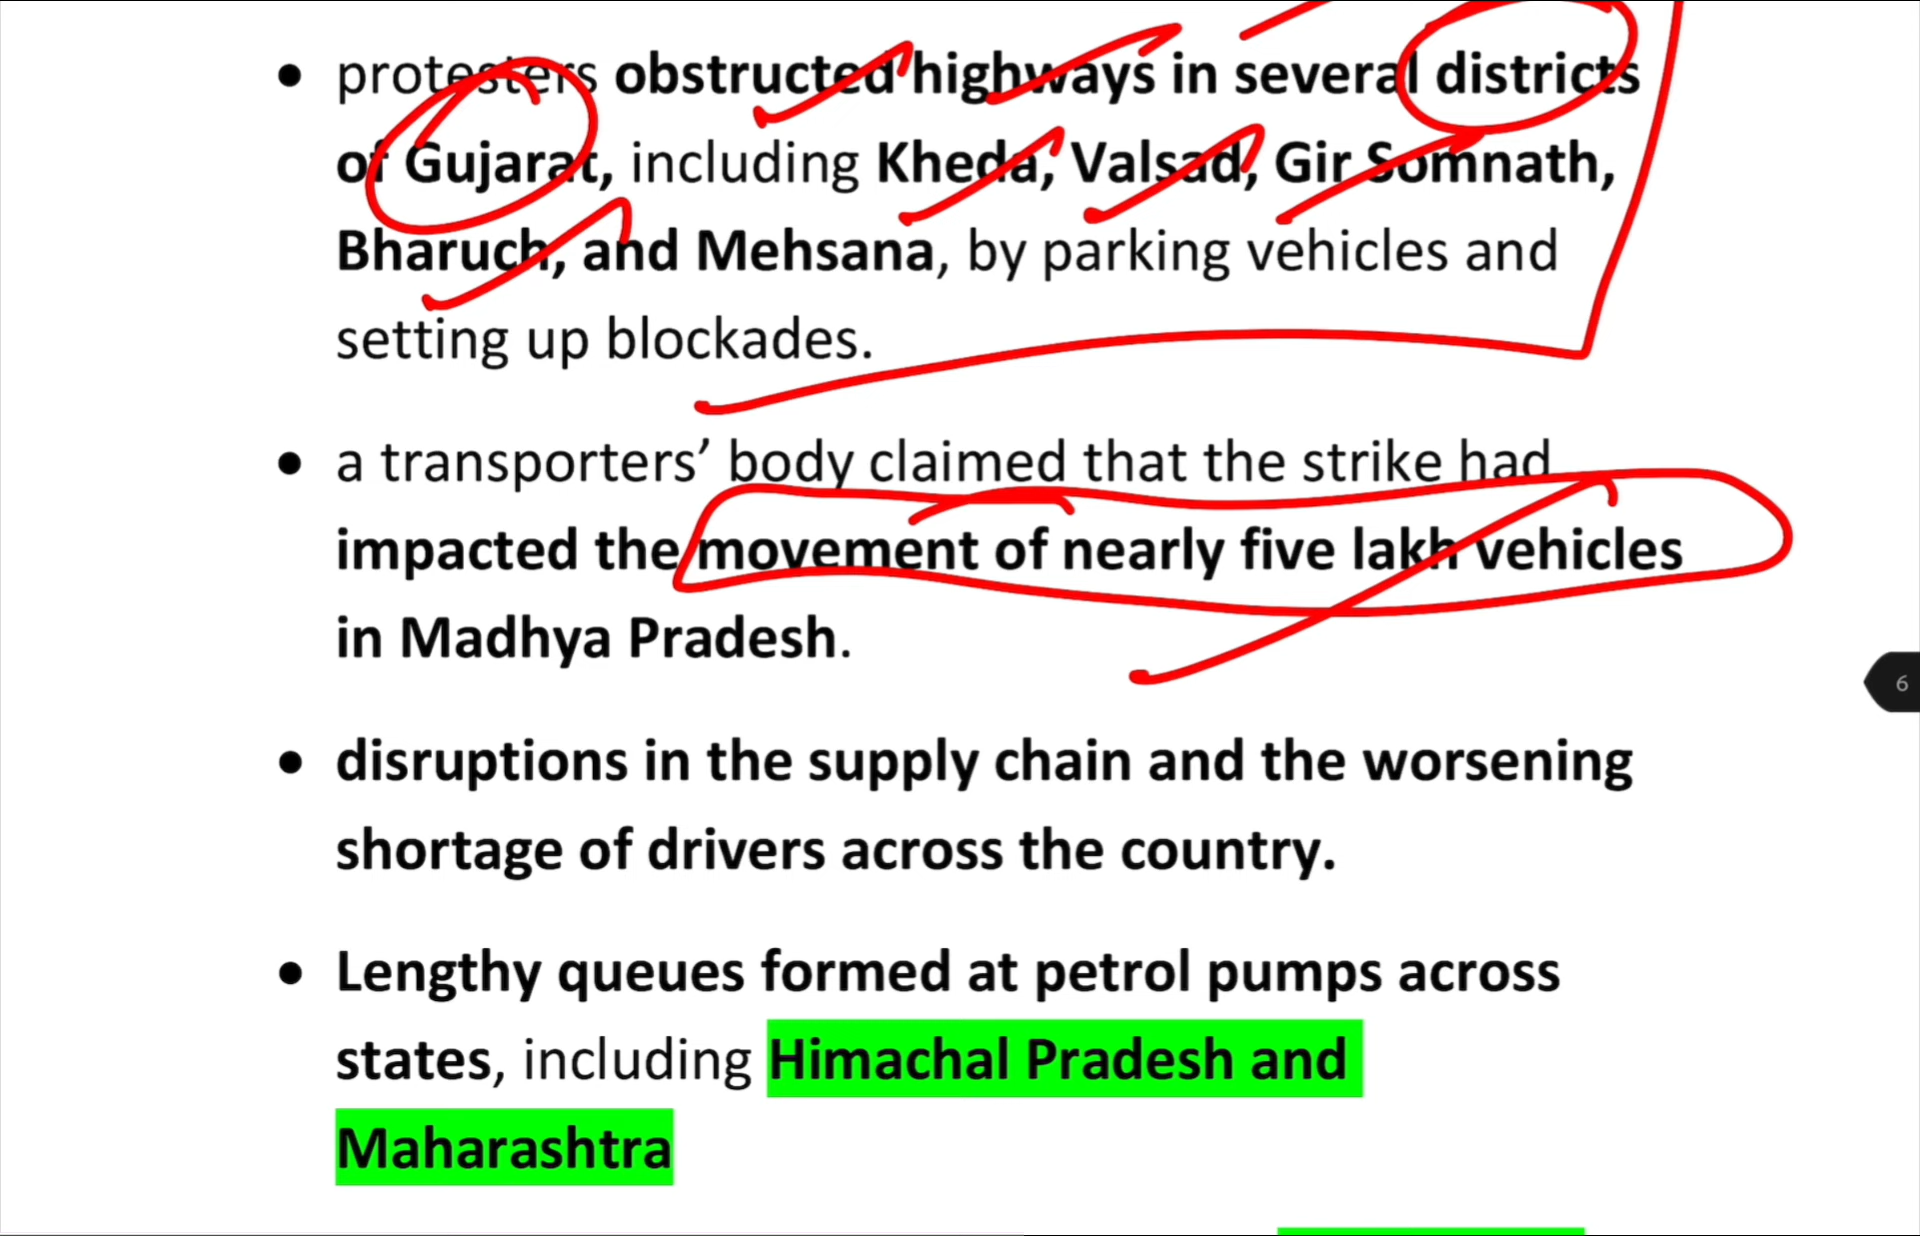 • protesters obstructed highways in several districts
of Gujarat, including Kheda, Valsad, Gir Somnath,
Bharuch, and Mehsana, by parking vehicles and
setting up blockades.
• a transporters’ body claimed that the strike had
impacted the movement of nearly five lakh vehicles
in Madhya Pradesh.
6
• disruptions in the supply chain and the worsening
shortage of drivers across the country.
• Lengthy queues formed at petrol pumps across
states, including Himachal Pradesh and
Maharashtra